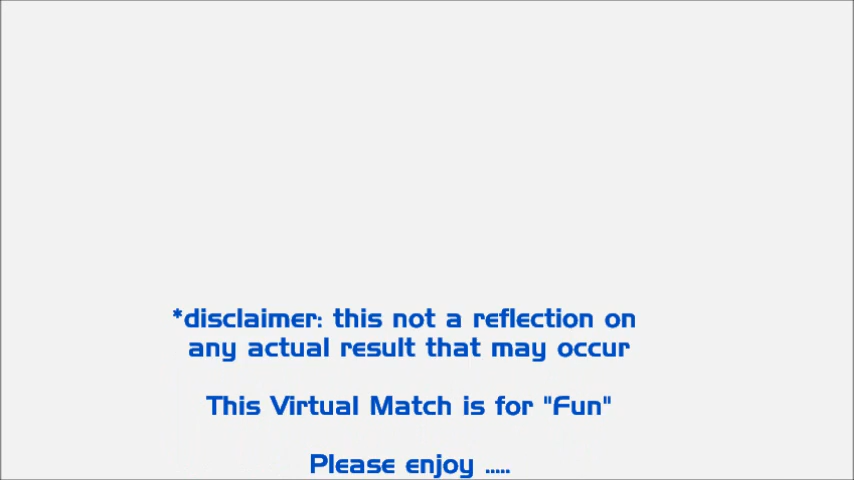 *disclaimer: this not a reflection on
any actual result that may occur
This Virtual Match is for "Fun"
Please enjoy .....